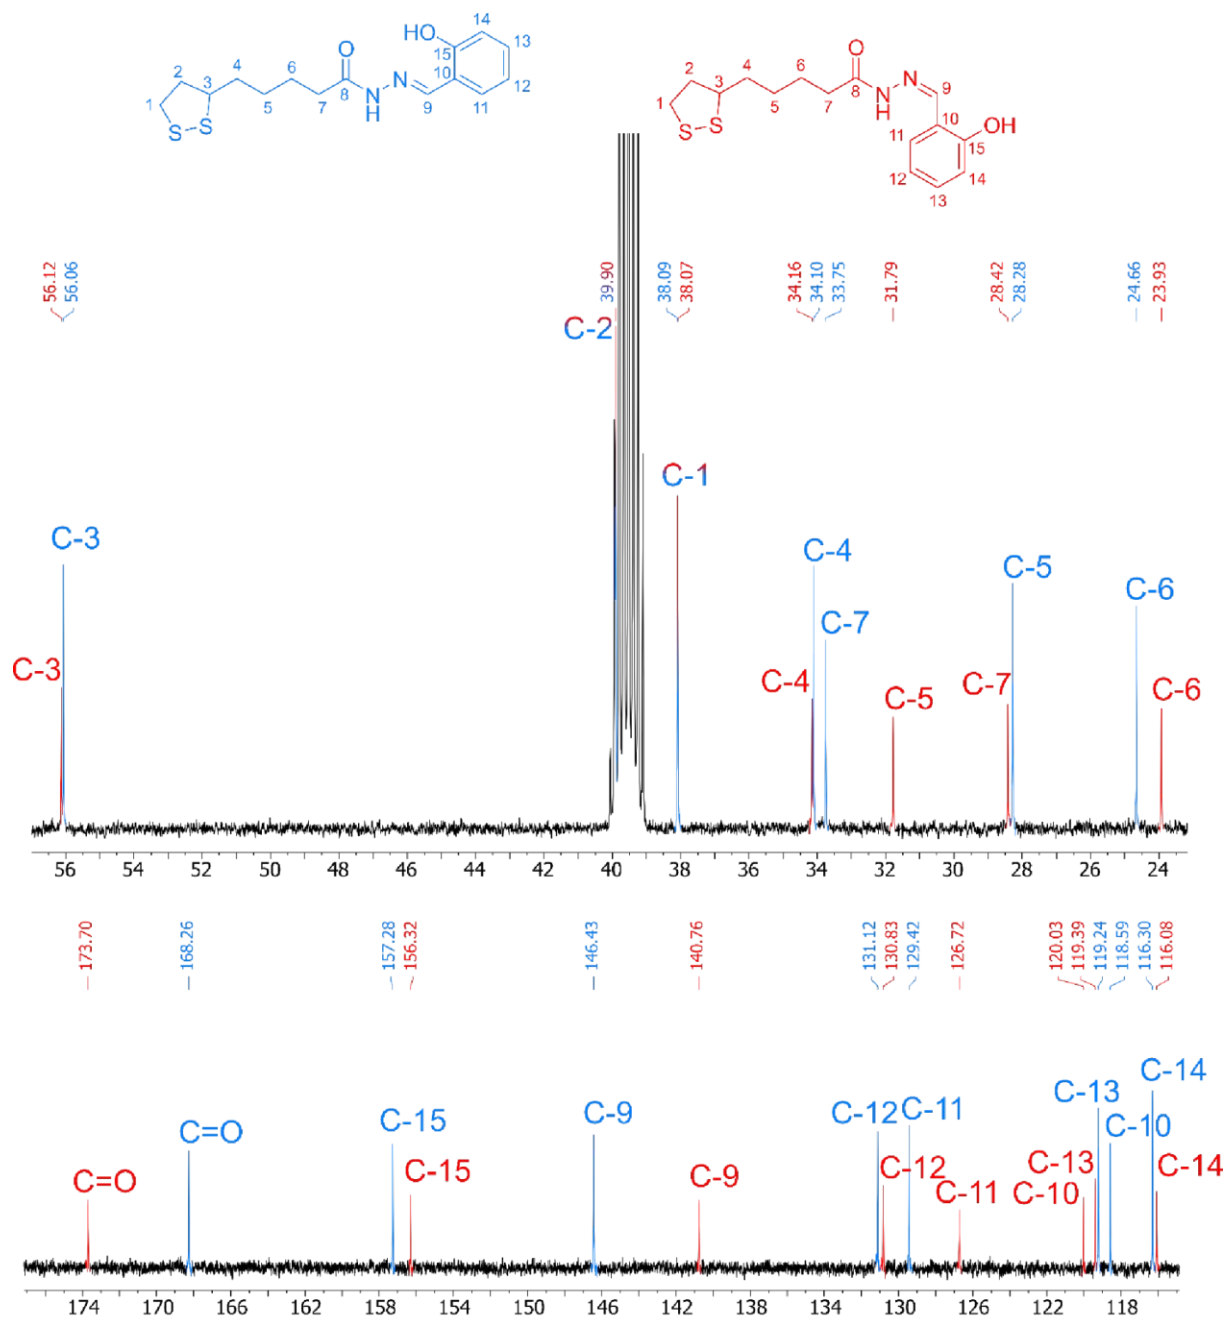 HO 14
O 15 13
2 4 6 10
3 8 N 12
1 5 7 N 9 11
H
S S
O
2 4 6 N 9
3 8
1 5 7 N 10 OH
H 11 15
S S
12 14
13
56.12 56.06 39.90 38.09 38.07 34.16 34.10 33.75 31.79 28.42 28.28 24.66 23.93
C-2
C-1
C-3 C-4 C-5 C-6
C-7
C-3 C-4 C-5 C-7 C-6
56 54 52 50 48 46 44 42 40 38 36 34 32 30 28 26 24
173.70 168.26 157.28 156.32 146.43 140.76 131.12 130.83 129.42 126.72 120.03 119.39 119.24 118.59 116.30 116.08
C-14
C=O C-15 C-9 C-12 C-11 C-13 C-10
C=O C-15 C-9 C-12 C-11 C-13 C-10 C-14
174 170 166 162 158 154 150 146 142 138 134 130 126 122 118